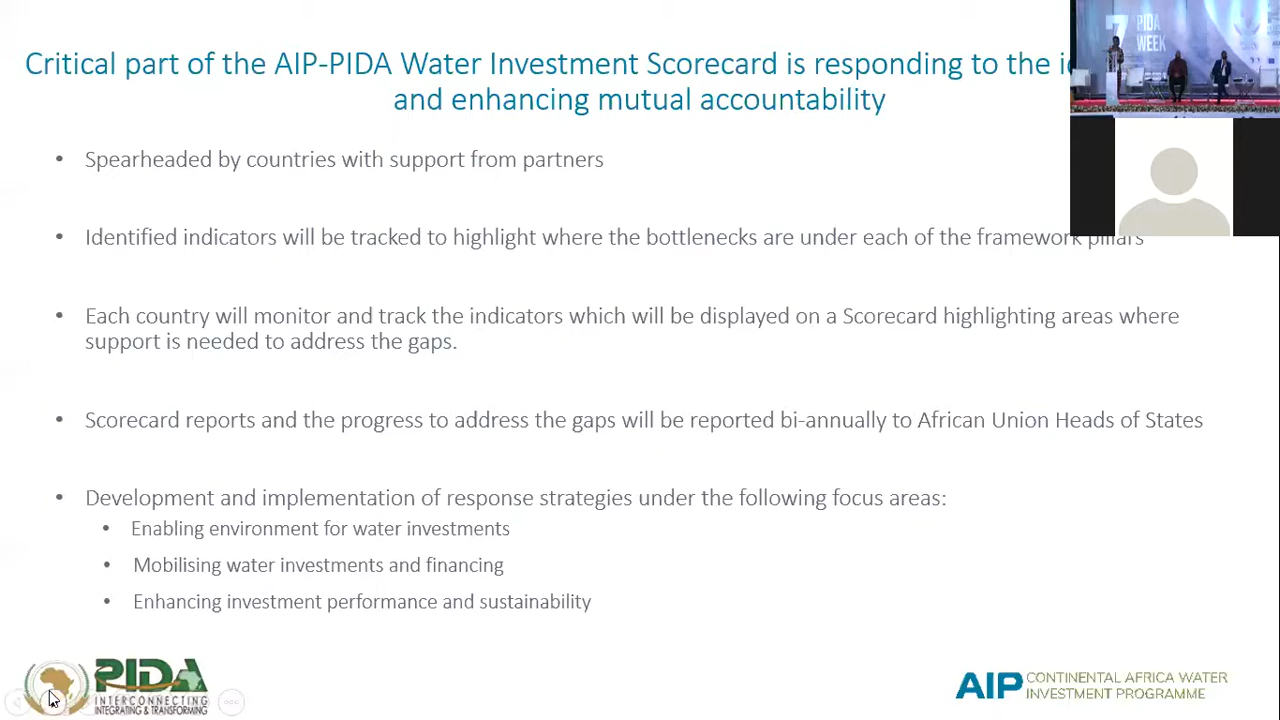 Critical part of the AIP-PIDA Water Investment Scorecard is responding to the
and enhancing mutual accountability
7
PIDA
WEEK
• Spearheaded by countries with support from partners
• Identified indicators will be tracked to highlight where the bottlenecks are under each of the framework pillars
• Each country will monitor and track the indicators which will be displayed on a Scorecard highlighting areas where
support is needed to address the gaps.
• Scorecard reports and the progress to address the gaps will be reported bi-annually to African Union Heads of States
• Development and implementation of response strategies under the following focus areas:
• Enabling environment for water investments
• Mobilising water investments and financing
• Enhancing investment performance and sustainability
PIDA
INTERCONNECTING
INTEGRATING & TRANSFORMING
AIP CONTINENTAL AFRICA WATER
INVESTMENT PROGRAMME